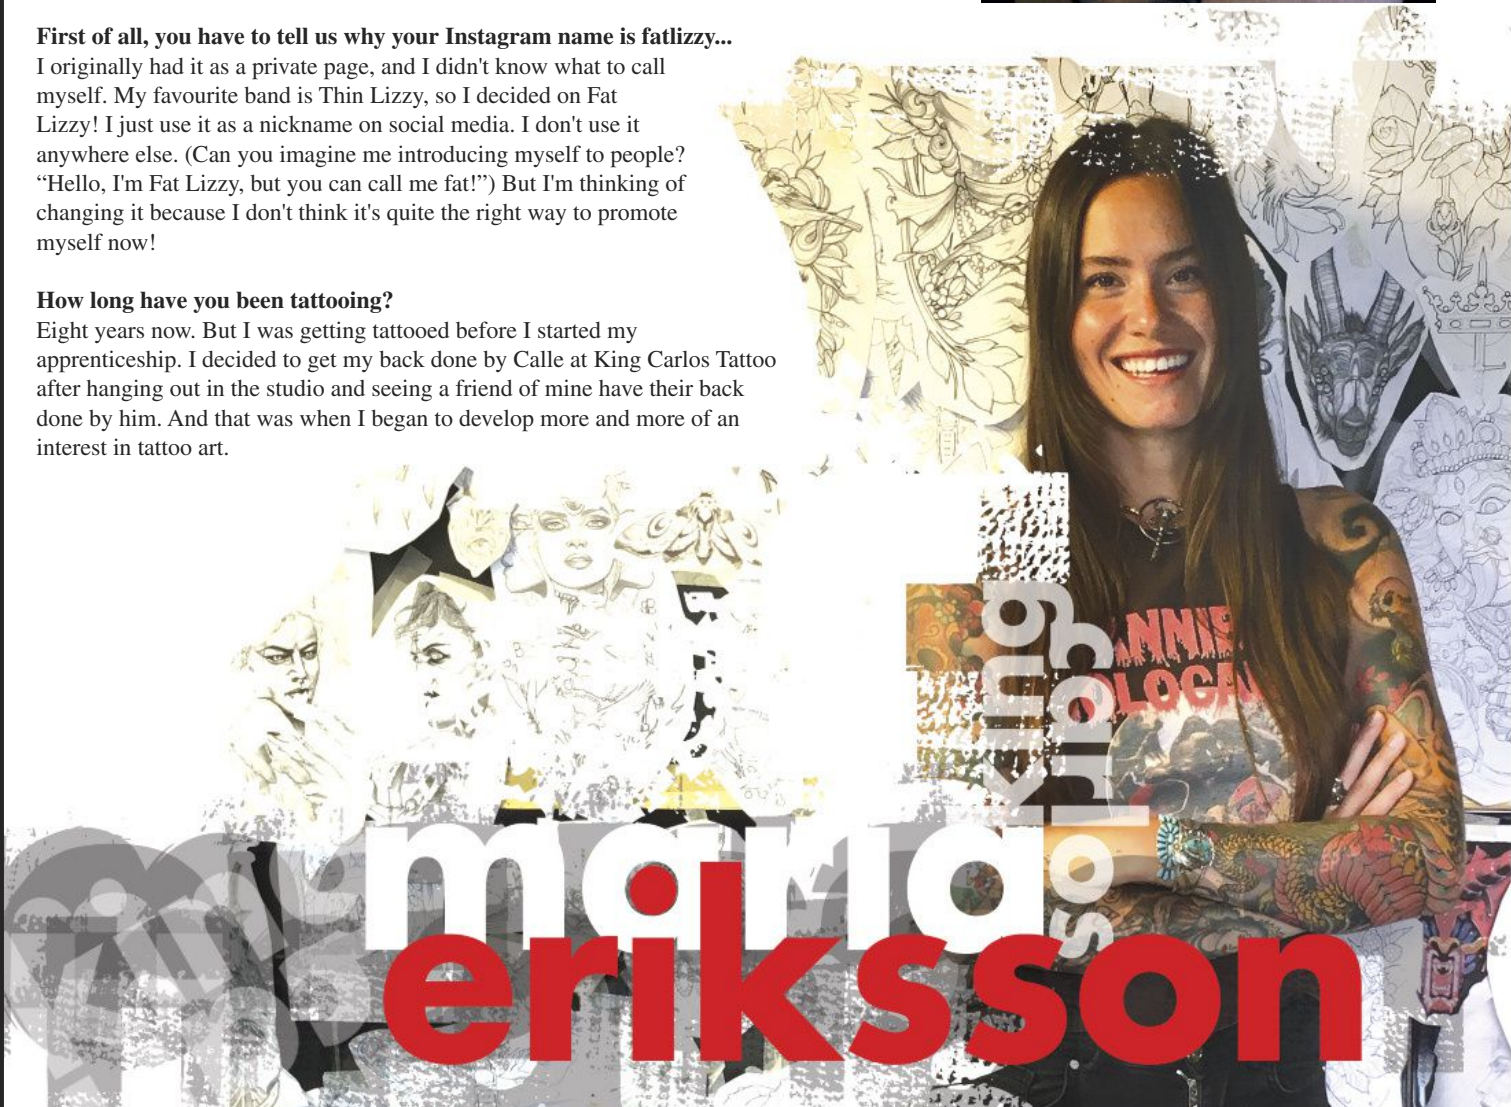 First of all, you have to tell us why your Instagram name is fatlizzy...
I originally had it as a private page, and I didn't know what to call
myself. My favourite band is Thin Lizzy, so I decided on Fat
Lizzy! I just use it as a nickname on social media. I don't use it
anywhere else. (Can you imagine me introducing myself to people?
“Hello, I'm Fat Lizzy, but you can call me fat!”) But I'm thinking of
changing it because I don't think it's quite the right way to promote
myself now!
How long have you been tattooing?
Eight years now. But I was getting tattooed before I started my
apprenticeship. I decided to get my back done by Calle at King Carlos Tattoo
after hanging out in the studio and seeing a friend of mine have their back
done by him. And that was when I began to develop more and more of an
interest in tattoo art.
king
carlos
maria
eriksson